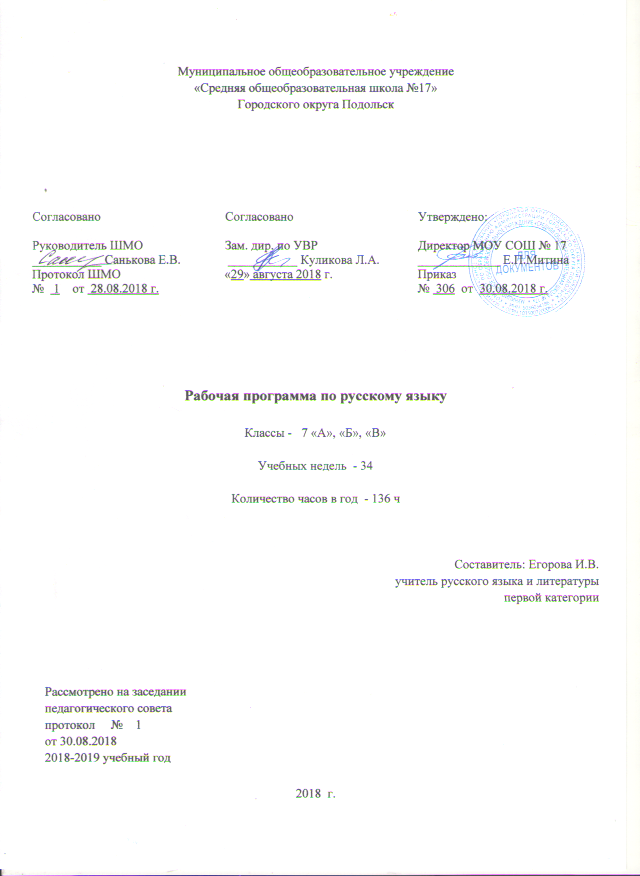 Муниципальное общеобразовательное учреждение
«Средняя общеобразовательная школа №17»
Городского округа Подольск
Согласовано
Руководитель ШМО
Санькова Е.В.
Протокол ШМО
№ 1 от 28.08.2018 г.
Согласовано
Зам. дир. по УВР
Куликова Л.А.
«29» августа 2018 г.
Утверждено:
Директор МОУ СОШ № 17
Е.П.Митина
Приказ
№ 306 от 30.08.2018 г.
ДЛЯ
ДОКУМЕНТОВ
Рабочая программа по русскому языку
Классы - 7 «А», «Б», «В»
Учебных недель - 34
Количество часов в год - 136 ч
Составитель: Егорова И.В.
учитель русского языка и литературы
первой категории
Рассмотрено на заседании
педагогического совета
протокол № 1
от 30.08.2018
2018-2019 учебный год
2018 г.